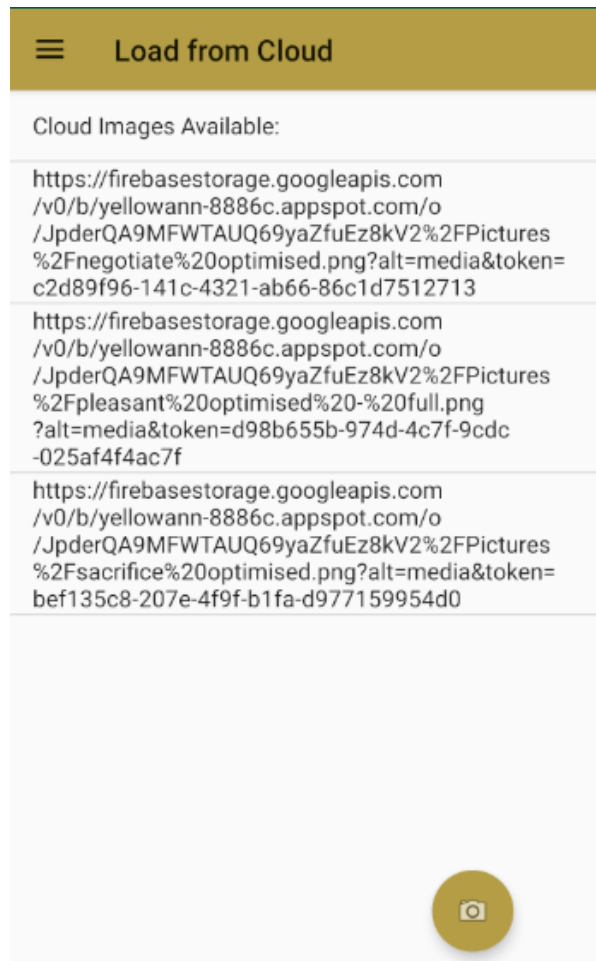 Load from Cloud
Cloud Images Available:
https://firebasestorage.googleapis.com
/v0/b/yellowann-8886c.appspot.com/o
/JpderQA9MFWTAUQ69yaZfuEz8kV2%2FPictures
%2Fnegotiate%20optimised.png?alt=media&token=
c2d89f96-141c-4321-ab66-86c1d7512713
https://firebasestorage.googleapis.com
/v0/b/yellowann-8886c.appspot.com/o
/JpderQA9MFWTAUQ69yaZfuEz8kV2%2FPictures
%2Fpleasant%20optimised%20-%20full.png
?alt=media&token=d98b655b-974d-4c7f-9cdc
-025af4f4ac7f
https://firebasestorage.googleapis.com
/v0/b/yellowann-8886c.appspot.com/o
/JpderQA9MFWTAUQ69yaZfuEz8kV2%2FPictures
%2Fsacrifice%20optimised.png?alt=media&token=
bef135c8-207e-4f9f-b1fa-d977159954d0